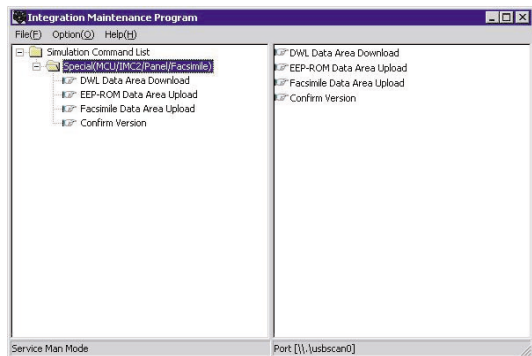 Integration Maintenance Program
File(F) Option(O) Help(H)
Simulation Command List
Special(MCU/IMC2/Panel/Facsimile)
DWL Data Area Download
EEP-ROM Data Area Upload
Facsimile Data Area Upload
Confirm Version
DWL Data Area Download
EEP-ROM Data Area Upload
Facsimile Data Area Upload
Confirm Version
Service Man Mode
Port [\\.\usbscan0]